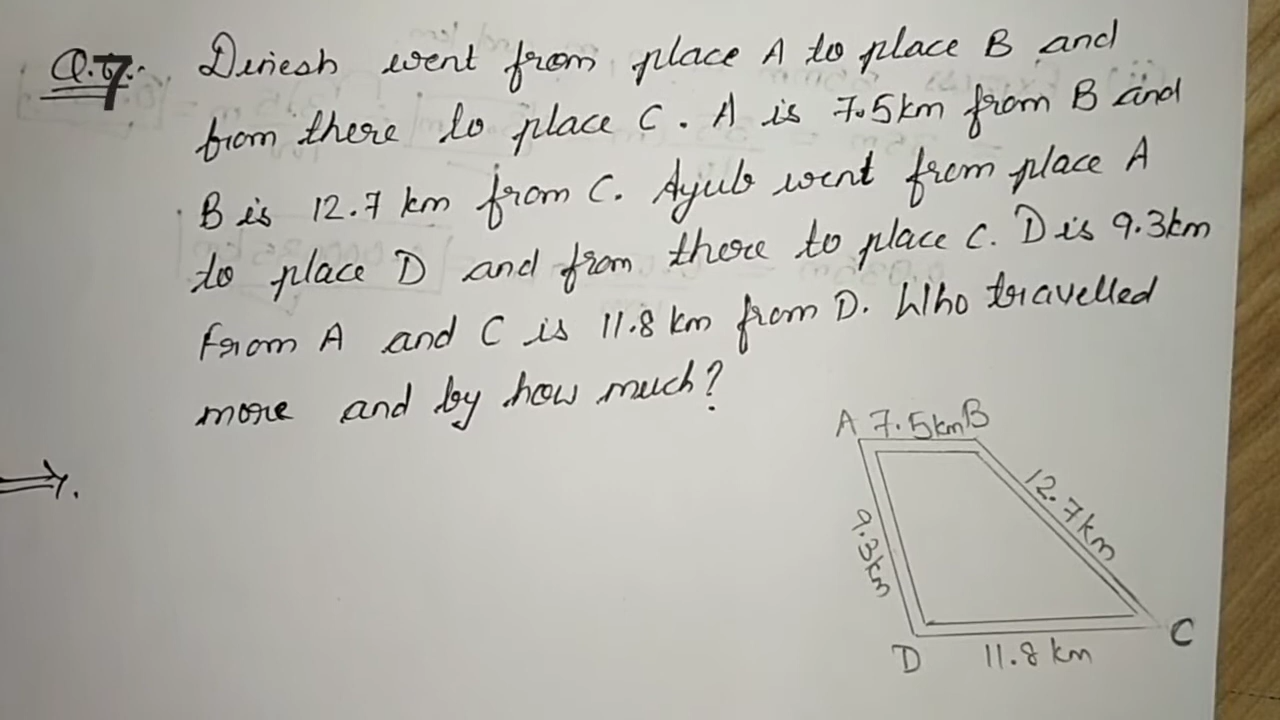 Q.7. Dinesh went from place A to place B and
from there to place C. A is 7.5km from B and
B is 12.7 km from C. Ayub went from place A
to place D and from there to place C. D is 9.3km
from A and C is 11.8 km from D. Who travelled
more and by how much?
A 7.5km B
12.7km
9.3km
D 11.8 km C